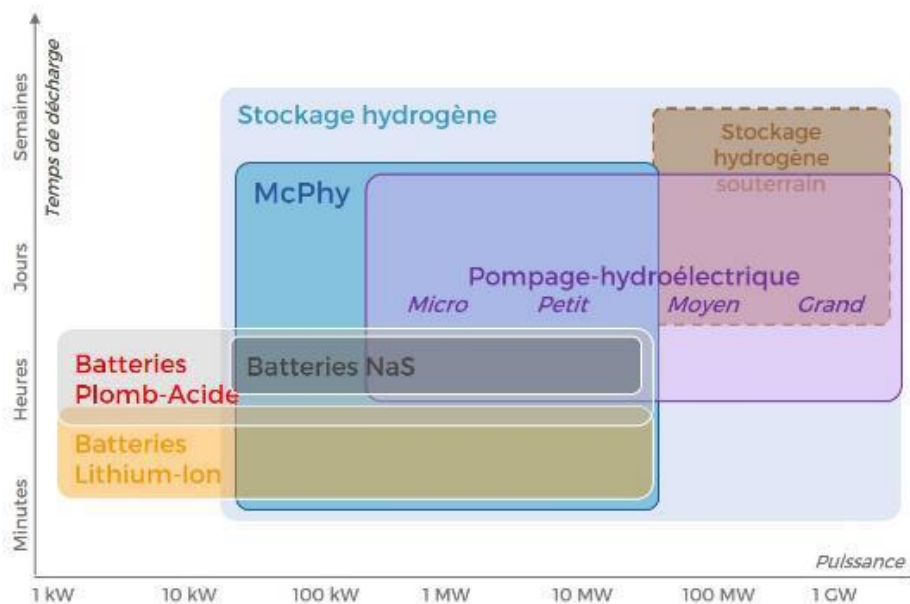 Semaines
Jours
Heures
Minutes
Temps de décharge
Stockage hydrogène
Stockage
hydrogène
souterrain
McPhy
Pompage-hydroélectrique
Micro Petit Moyen Grand
Batteries NaS
Batteries
Plomb-Acide
Batteries
Lithium-Ion
Puissance
1 kW 10 kW 100 kW 1 MW 10 MW 100 MW 1 GW